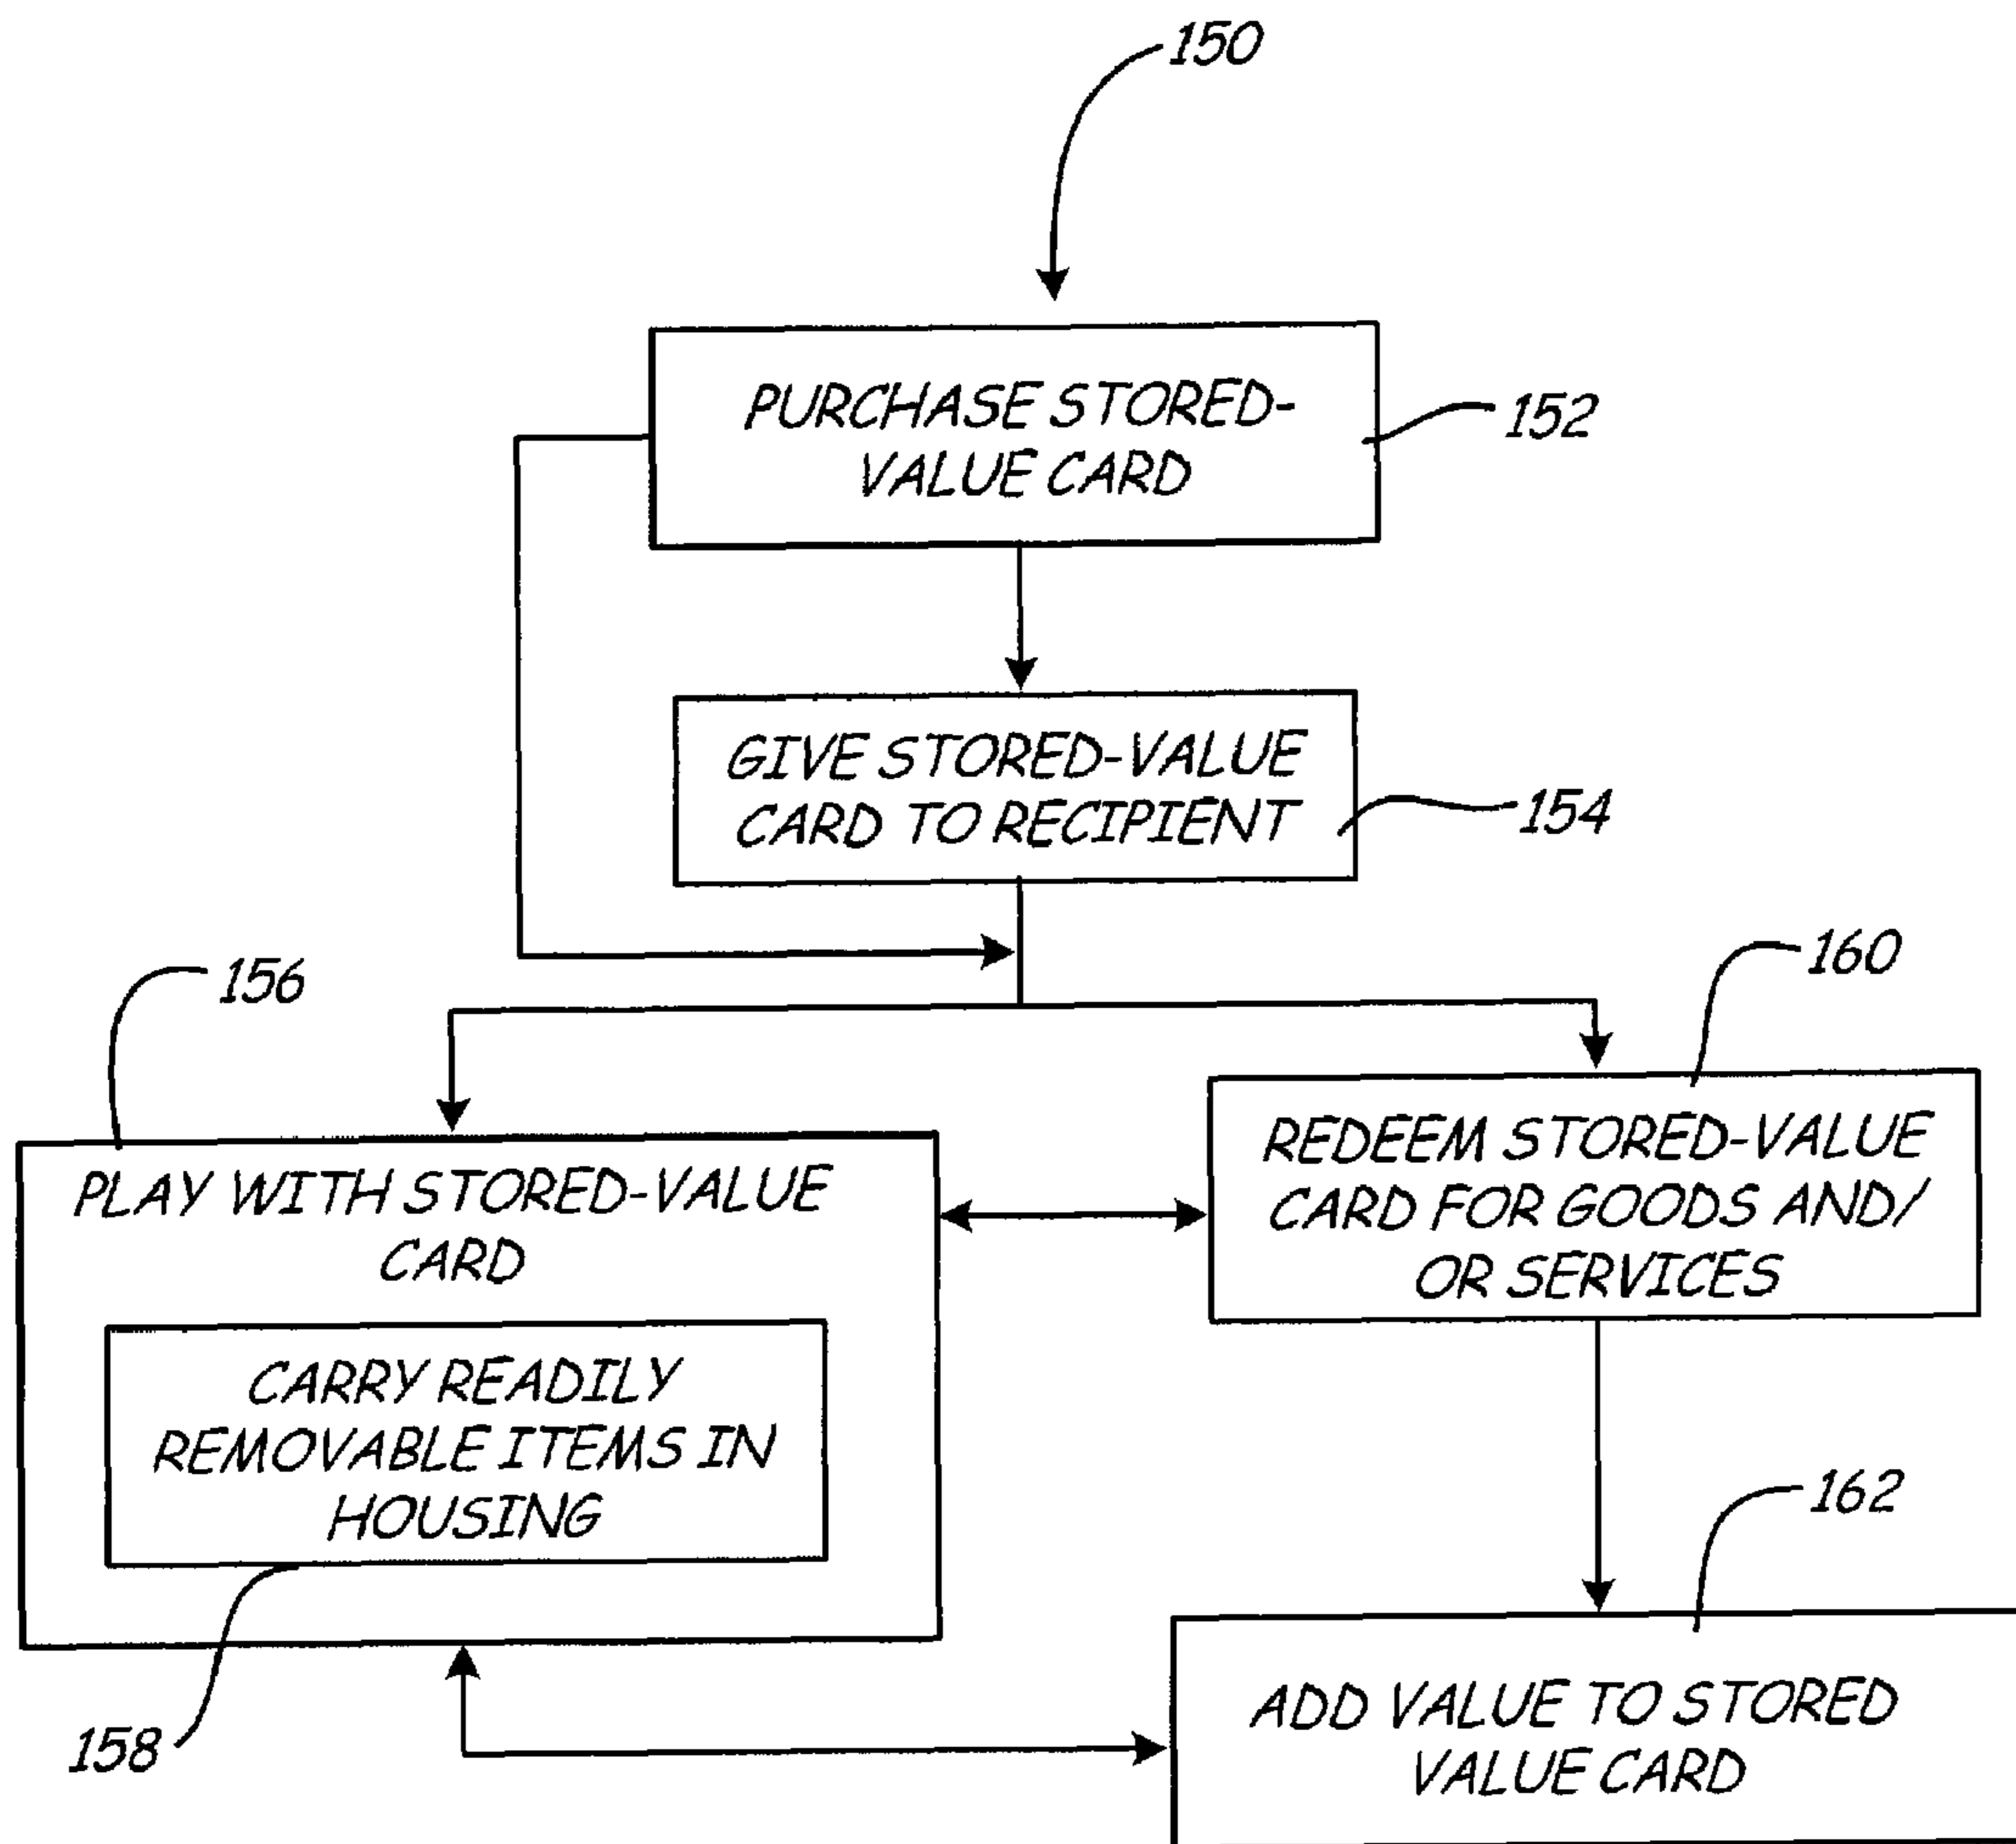 150
PURCHASE STORED-
VALUE CARD
152
GIVE STORED-VALUE
CARD TO RECIPIENT
154
156
160
PLAY WITH STORED-VALUE
CARD
REDEEM STORED-VALUE
CARD FOR GOODS AND/
OR SERVICES
CARRY READILY
REMOVABLE ITEMS IN
HOUSING
158
162
ADD VALUE TO STORED
VALUE CARD